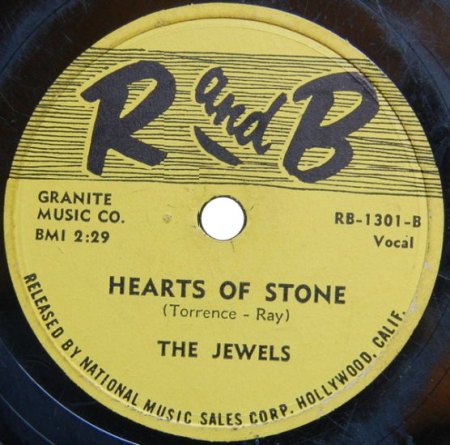 R and B
GRANITE
MUSIC CO.
BMI 2:29
RB-1301-B
Vocal
HEARTS OF STONE
(Torrence - Ray)
THE JEWELS
RELEASED BY NATIONAL MUSIC SALES CORP. HOLLYWOOD, CALIF.